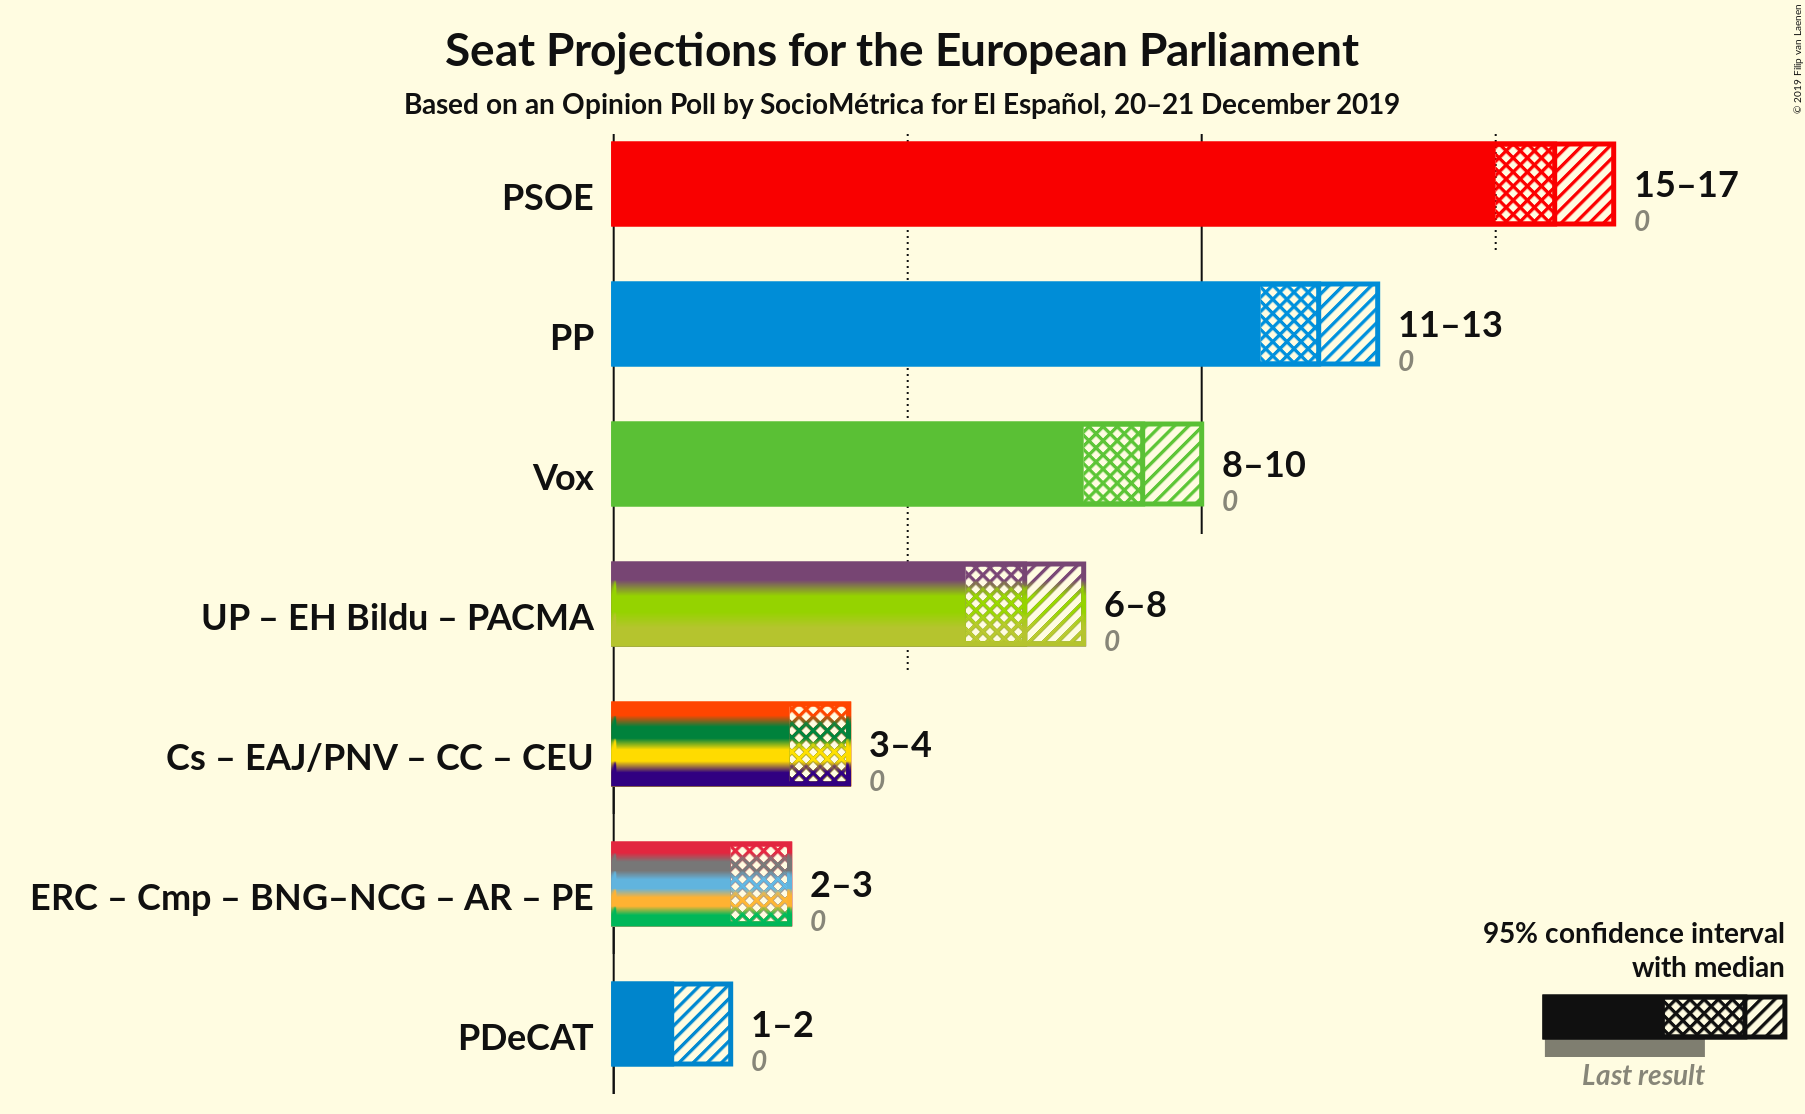 Seat Projections for the European Parliament
Based on an Opinion Poll by SocioMétrica for El Español, 20–21 December 2019
© 2019 Filip van Laenen
PSOE
15–17
0
PP
11–13
0
Vox
8–10
0
UP – EH Bildu – PACMA
6–8
0
Cs – EAJ/PNV – CC – CEU
3–4
0
ERC – Cmp – BNG–NCG – AR – PE
2–3
0
PDeCAT
1–2
0
95% confidence interval
with median
Last result